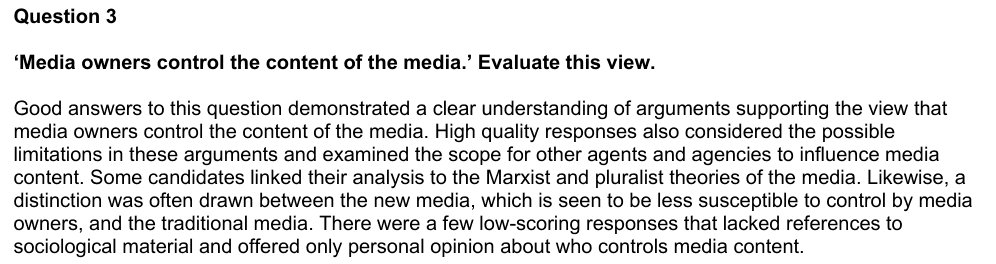 Question 3
‘Media owners control the content of the media.’ Evaluate this view.
Good answers to this question demonstrated a clear understanding of arguments supporting the view that
media owners control the content of the media. High quality responses also considered the possible
limitations in these arguments and examined the scope for other agents and agencies to influence media
content. Some candidates linked their analysis to the Marxist and pluralist theories of the media. Likewise, a
distinction was often drawn between the new media, which is seen to be less susceptible to control by media
owners, and the traditional media. There were a few low-scoring responses that lacked references to
sociological material and offered only personal opinion about who controls media content.